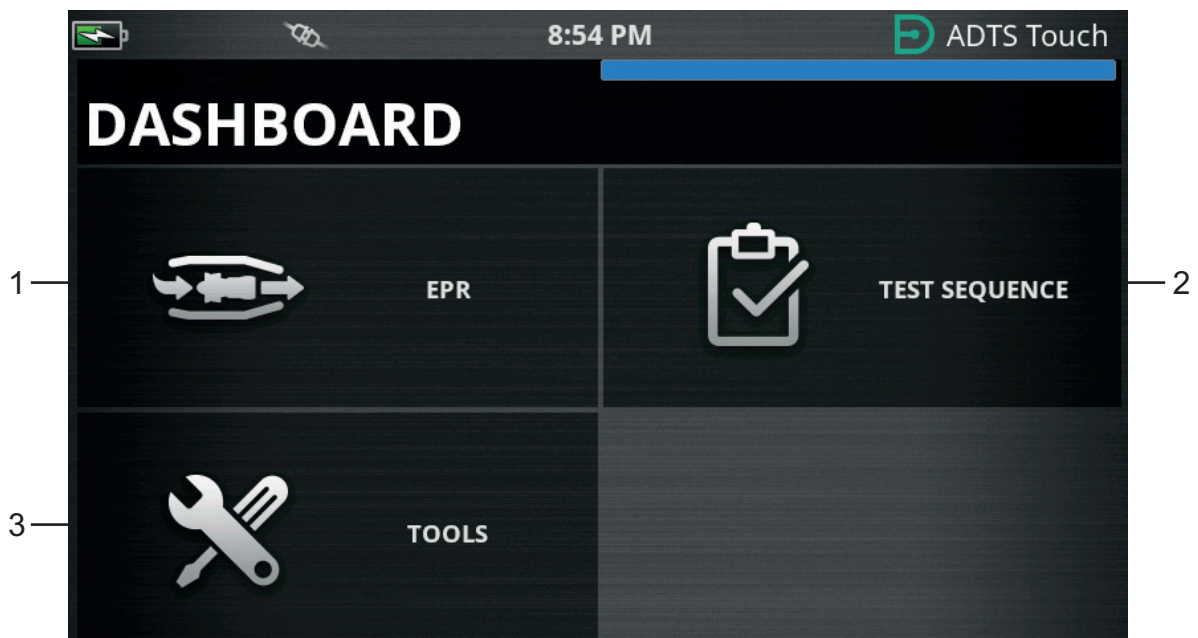 8:54 PM
ADTS Touch
DASHBOARD
1
EPR
TEST SEQUENCE
2
3
TOOLS